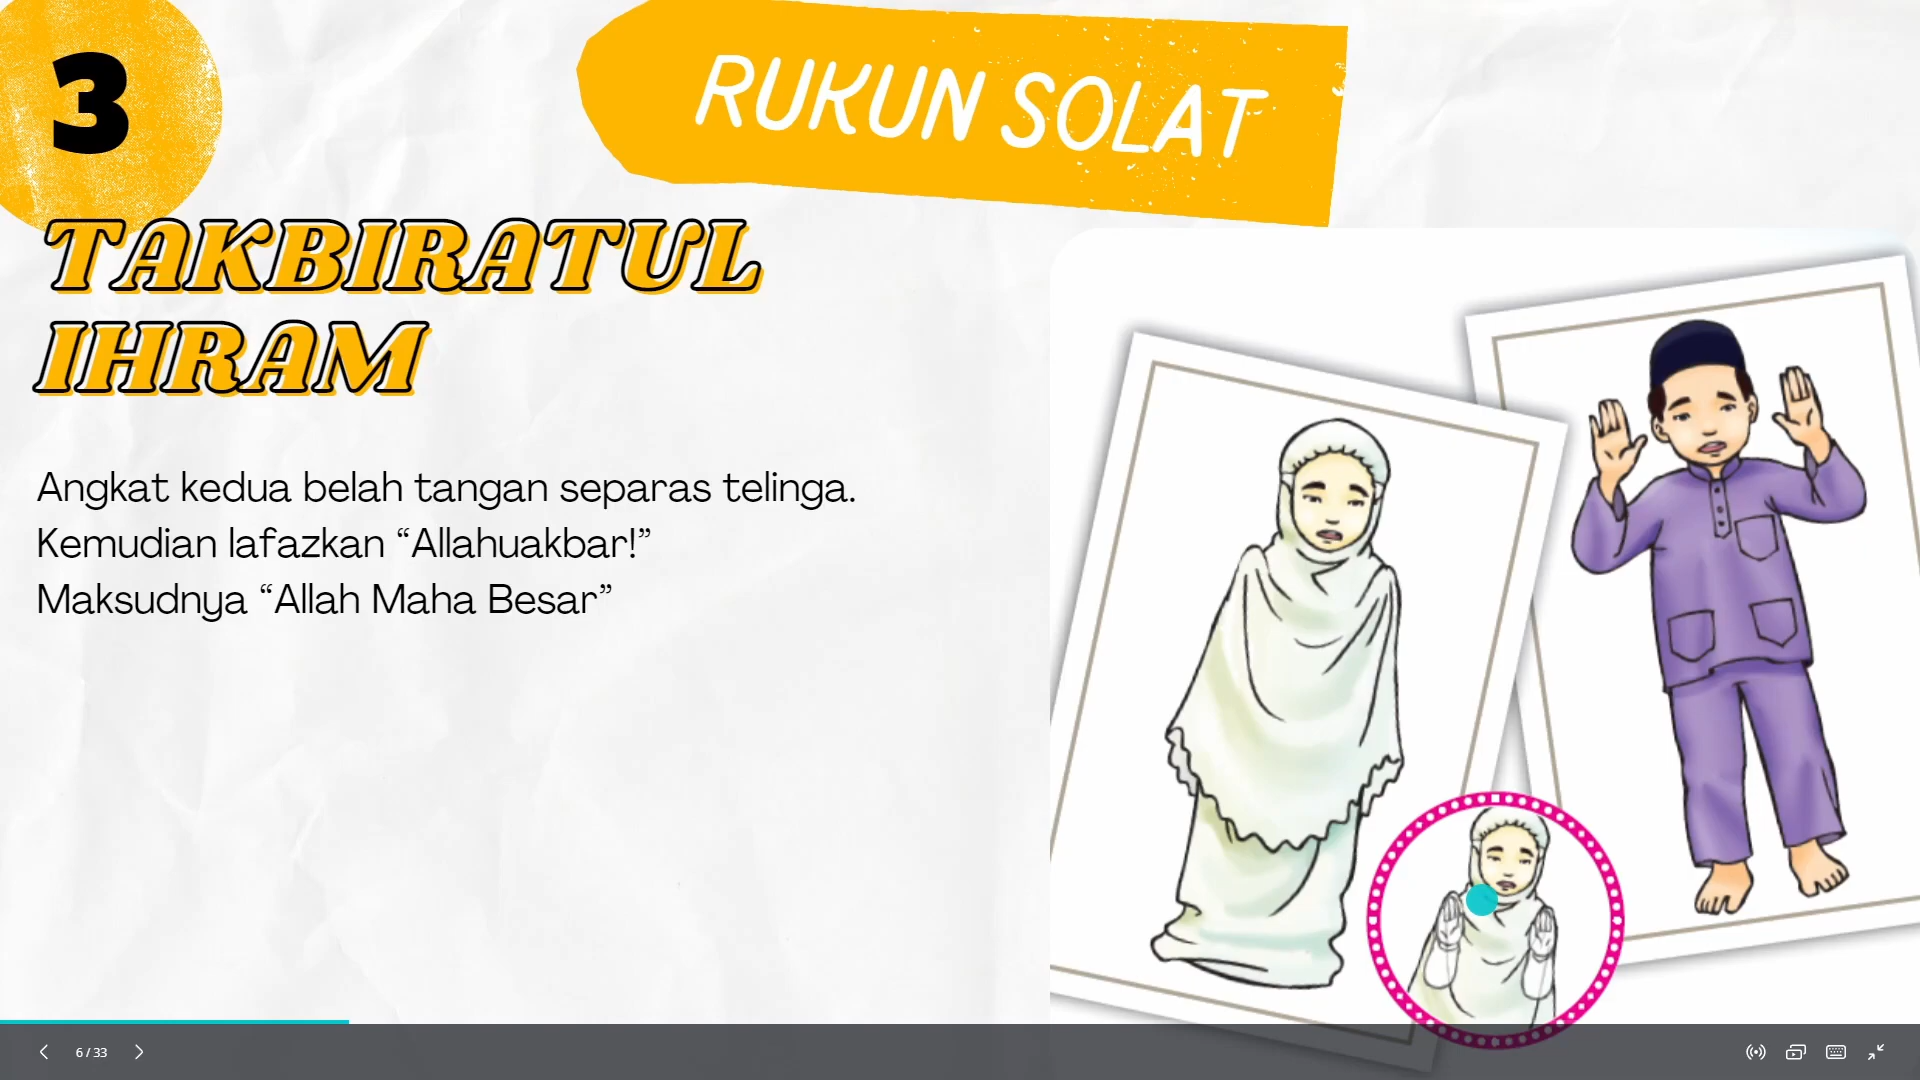 3
RUKUN SOLAT
TAKBIRATUL
IHRAM
Angkat kedua belah tangan separas telinga.
Kemudian lafazkan “Allahuakbar!”
Maksudnya “Allah Maha Besar”
6 / 33